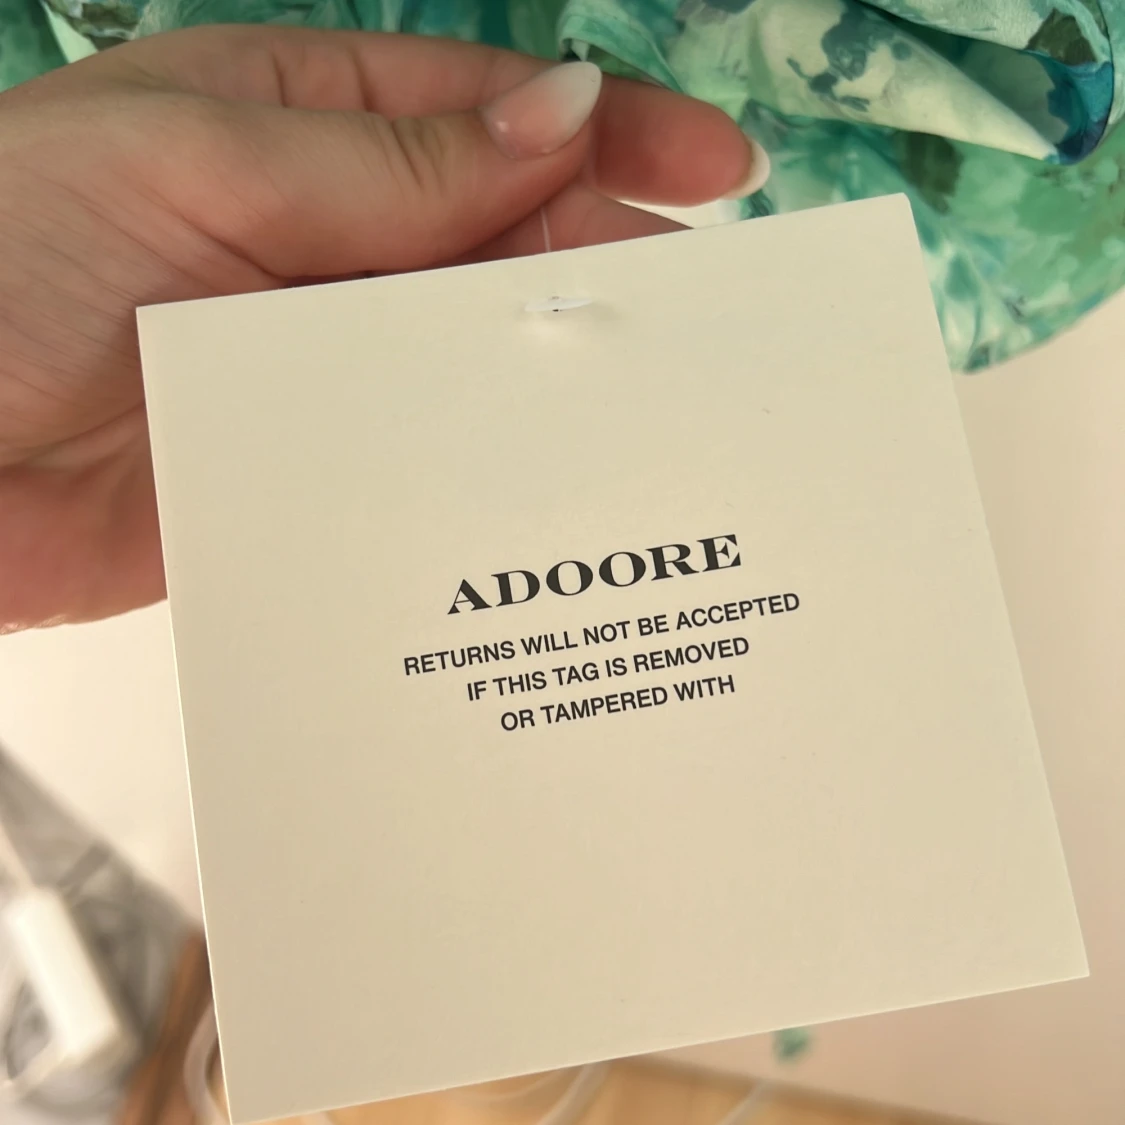 ADOORE
RETURNS WILL NOT BE ACCEPTED
IF THIS TAG IS REMOVED
OR TAMPERED WITH